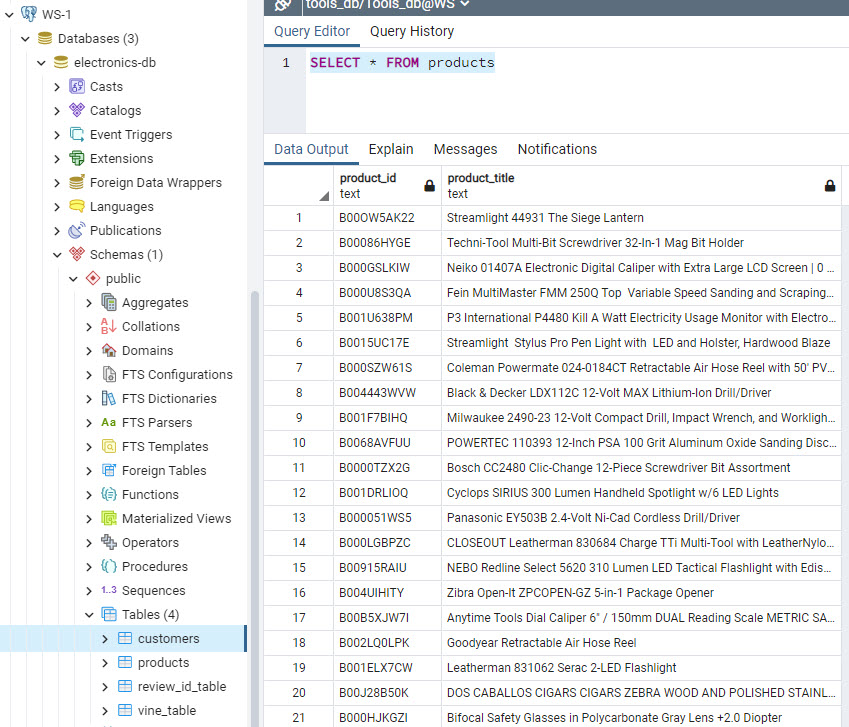 WS-1
Databases (3)
electronics-db
Casts
Catalogs
Event Triggers
Extensions
Foreign Data Wrappers
Languages
Publications
Schemas (1)
public
Aggregates
Collations
Domains
FTS Configurations
FTS Dictionaries
Aa FTS Parsers
FTS Templates
Foreign Tables
Functions
Materialized Views
Operators
Procedures
1..3 Sequences
Tables (4)
customers
products
review_id_table
vine_table
tools_db/Tools_db@WS
Query Editor Query History
1 SELECT * FROM products
Data Output Explain Messages Notifications
product_id product_title
text text
1 B00OW5AK22 Streamlight 44931 The Siege Lantern
2 B00086HYGE Techni-Tool Multi-Bit Screwdriver 32-In-1 Mag Bit Holder
3 B000GSLKIW Neiko 01407A Electronic Digital Caliper with Extra Large LCD Screen | 0 ...
4 B000U8S3QA Fein MultiMaster FMM 250Q Top  Variable Speed Sanding and Scraping...
5 B001U638PM P3 International P4480 Kill A Watt Electricity Usage Monitor with Electro...
6 B0015UC17E Streamlight  Stylus Pro Pen Light with  LED and Holster, Hardwood Blaze
7 B000SZW61S Coleman Powermate 024-0184CT Retractable Air Hose Reel with 50' PV...
8 B004443WVW Black & Decker LDX112C 12-Volt MAX Lithium-Ion Drill/Driver
9 B001F7BIHQ Milwaukee 2490-23 12-Volt Compact Drill, Impact Wrench, and Workligh...
10 B0068AVFUU POWERTEC 110393 12-Inch PSA 100 Grit Aluminum Oxide Sanding Disc...
11 B0000TZX2G Bosch CC2480 Clic-Change 12-Piece Screwdriver Bit Assortment
12 B001DRLIOQ Cyclops SIRIUS 300 Lumen Handheld Spotlight w/6 LED Lights
13 B000051WS5 Panasonic EY503B 2.4-Volt Ni-Cad Cordless Drill/Driver
14 B000LGBPZC CLOSEOUT Leatherman 830684 Charge TTi Multi-Tool with LeatherNylo...
15 B00915RAIU NEBO Redline Select 5620 310 Lumen LED Tactical Flashlight with Edis...
16 B004UIHITY Zibra Open-It ZPCOPEN-GZ 5-in-1 Package Opener
17 B00B5XJW7I Anytime Tools Dial Caliper 6" / 150mm DUAL Reading Scale METRIC SA...
18 B002LQ0LPK Goodyear Retractable Air Hose Reel
19 B001ELX7CW Leatherman 831062 Serac 2-LED Flashlight
20 B00J28B50K DOS CABALLOS CIGARS CIGARS ZEBRA WOOD AND POLISHED STAINL...
21 B000HJKGZI Bifocal Safety Glasses in Polycarbonate Gray Lens +2.0 Diopter